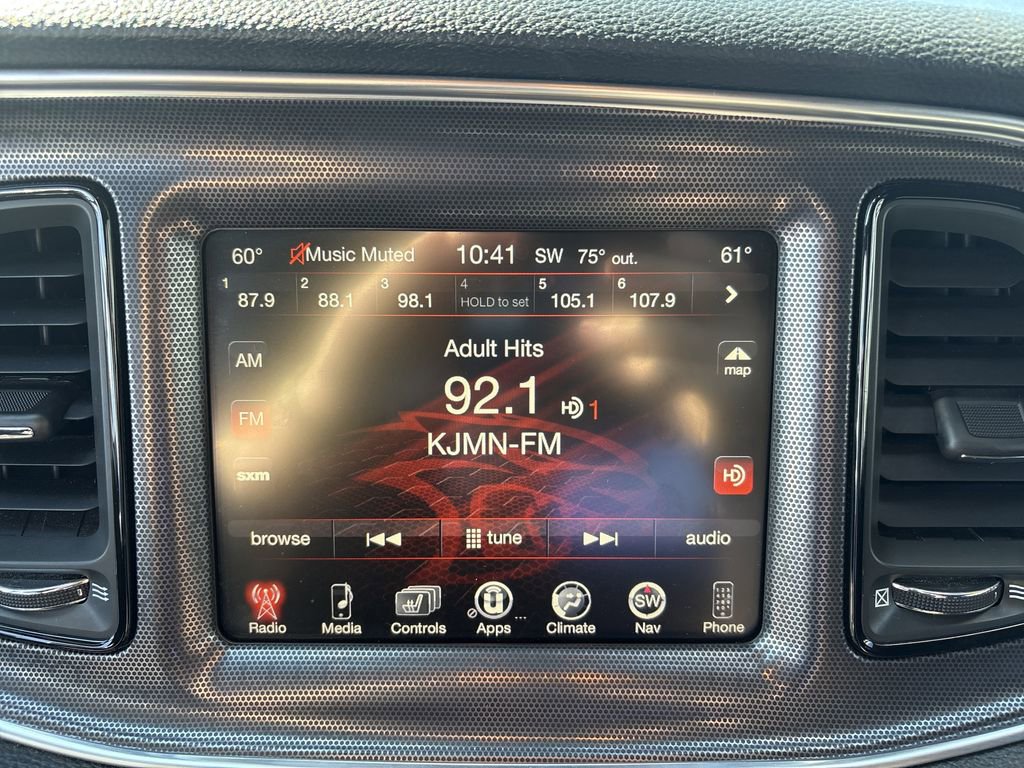 60° Music Muted 10:41 SW 75° out. 61°
1 87.9 2 88.1 3 98.1 4 HOLD to set 5 105.1 6 107.9
Adult Hits
AM
map
92.1 HD 1
FM
KJMN-FM
sxm
HD
browse tune audio
SW
Radio Media Controls Apps ... Climate Nav Phone